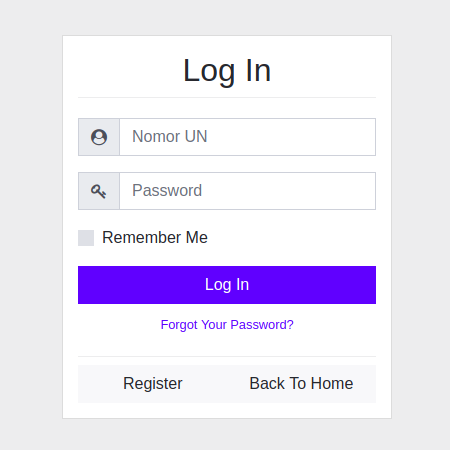 Log In
Nomor UN
Password
Remember Me
Log In
Forgot Your Password?
Register Back To Home